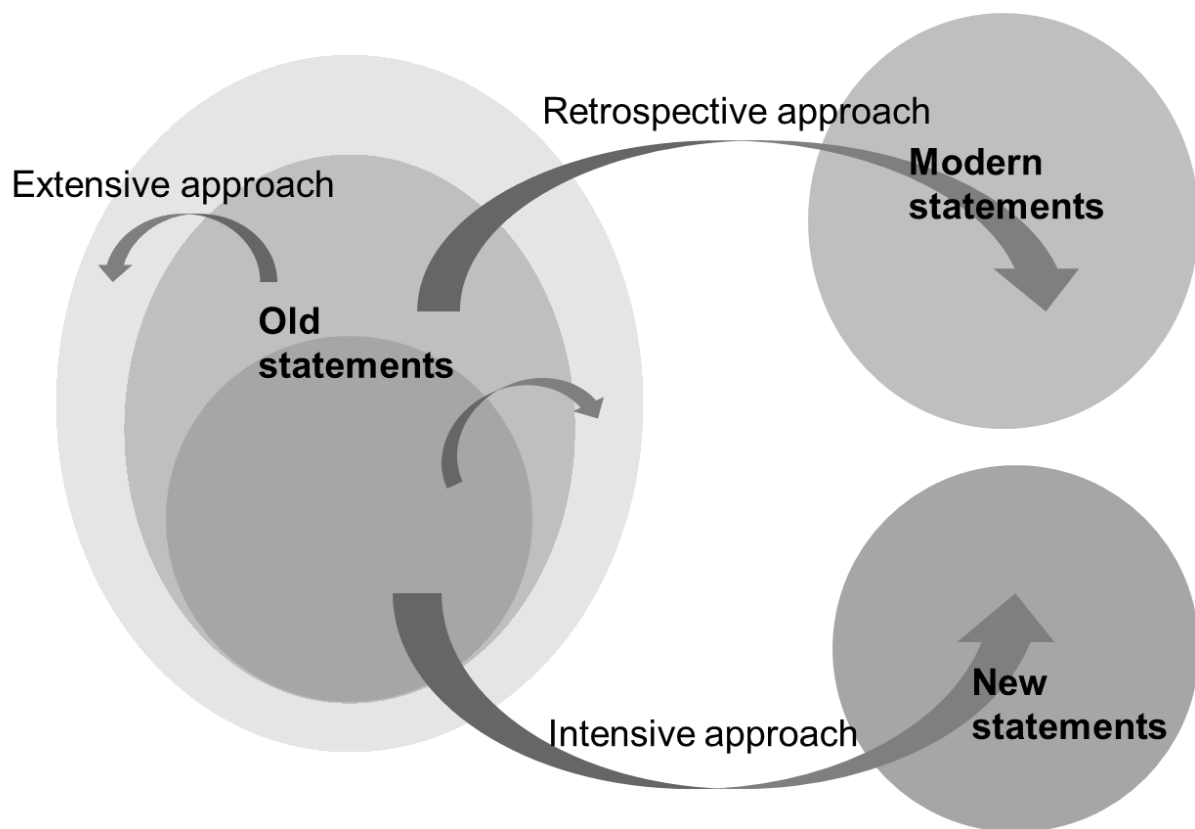 Retrospective approach
Modern
statements
Extensive approach
Old
statements
New
statements
Intensive approach